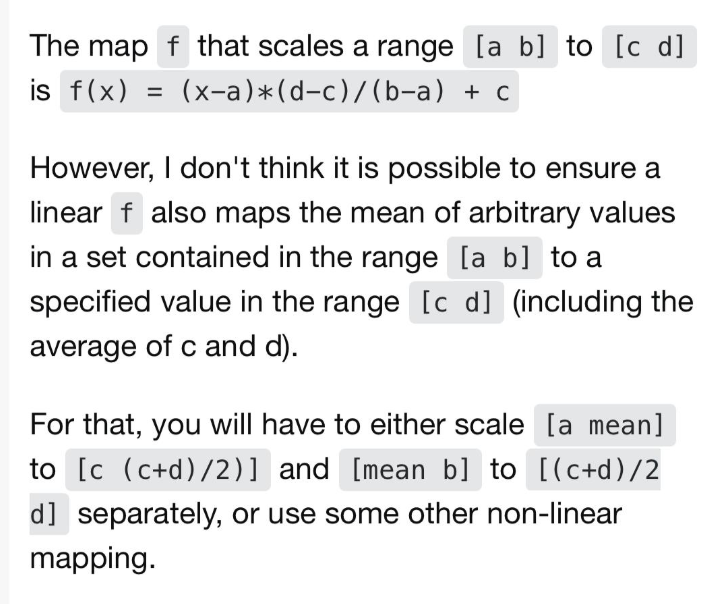 The map f that scales a range [a b] to [c d]
is f(x) = (x-a)*(d-c)/(b-a) + c
However, I don't think it is possible to ensure a
linear f also maps the mean of arbitrary values
in a set contained in the range [a b] to a
specified value in the range [c d] (including the
average of c and d).
For that, you will have to either scale [a mean]
to [c (c+d)/2)] and [mean b] to [(c+d)/2
d] separately, or use some other non-linear
mapping.